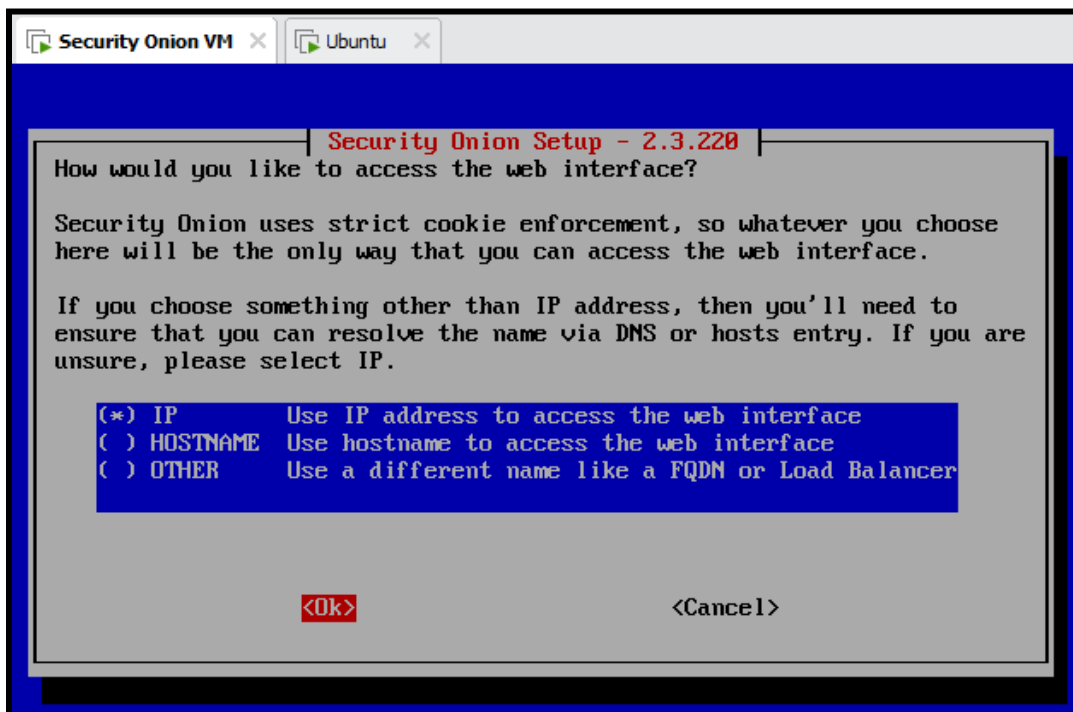 Security Onion VM
Ubuntu
Security Onion Setup - 2.3.220
How would you like to access the web interface?
Security Onion uses strict cookie enforcement, so whatever you choose
here will be the only way that you can access the web interface.
If you choose something other than IP address, then you'll need to
ensure that you can resolve the name via DNS or hosts entry. If you are
unsure, please select IP.
(*) IP Use IP address to access the web interface
( ) HOSTNAME Use hostname to access the web interface
( ) OTHER Use a different name like a FQDN or Load Balancer
<Ok> <Cancel>